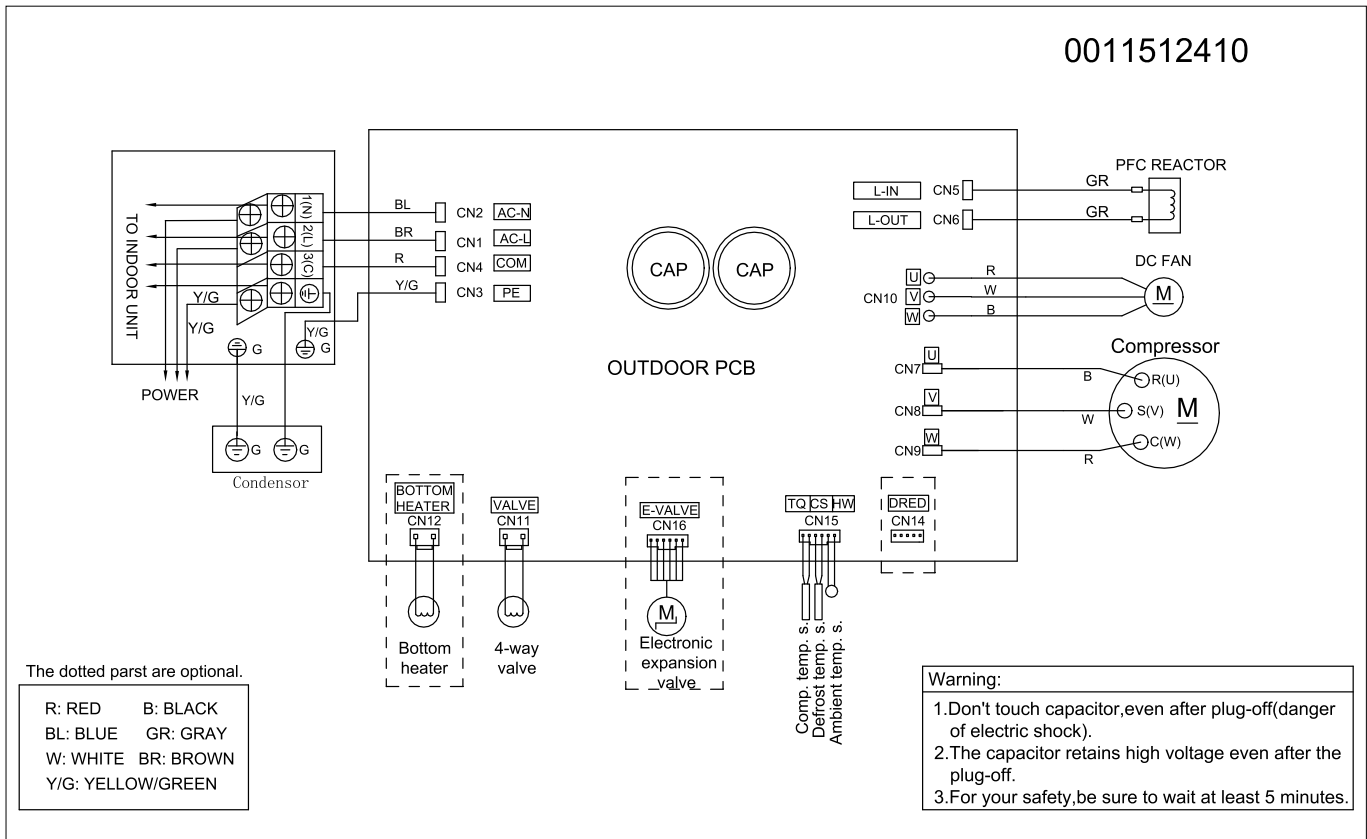 0011512410
TO INDOOR UNIT
1(N)
2(L)
3(C)
Y/G
Y/G
Y/G
G
G
POWER
Y/G
G
G
Condensor
BL
BR
R
Y/G
CN2 AC-N
CN1 AC-L
CN4 COM
CN3 PE
CAP
CAP
OUTDOOR PCB
L-IN CN5
L-OUT CN6
GR
GR
PFC REACTOR
CN10
U
V
W
R
W
B
DC FAN
M
U
CN7
V
CN8
W
CN9
B
W
R
Compressor
R(U)
S(V)
C(W)
M
BOTTOM
HEATER
CN12
Bottom
heater
VALVE
CN11
4-way
valve
E-VALVE
CN16
M
Electronic
expansion
valve
TQ CS HW
CN15
Comp. temp. s.
Defrost temp. s.
Ambient temp. s.
DRED
CN14
The dotted parst are optional.
R: RED B: BLACK
BL: BLUE GR: GRAY
W: WHITE BR: BROWN
Y/G: YELLOW/GREEN
Warning:
1.Don't touch capacitor,even after plug-off(danger
of electric shock).
2.The capacitor retains high voltage even after the
plug-off.
3.For your safety,be sure to wait at least 5 minutes.